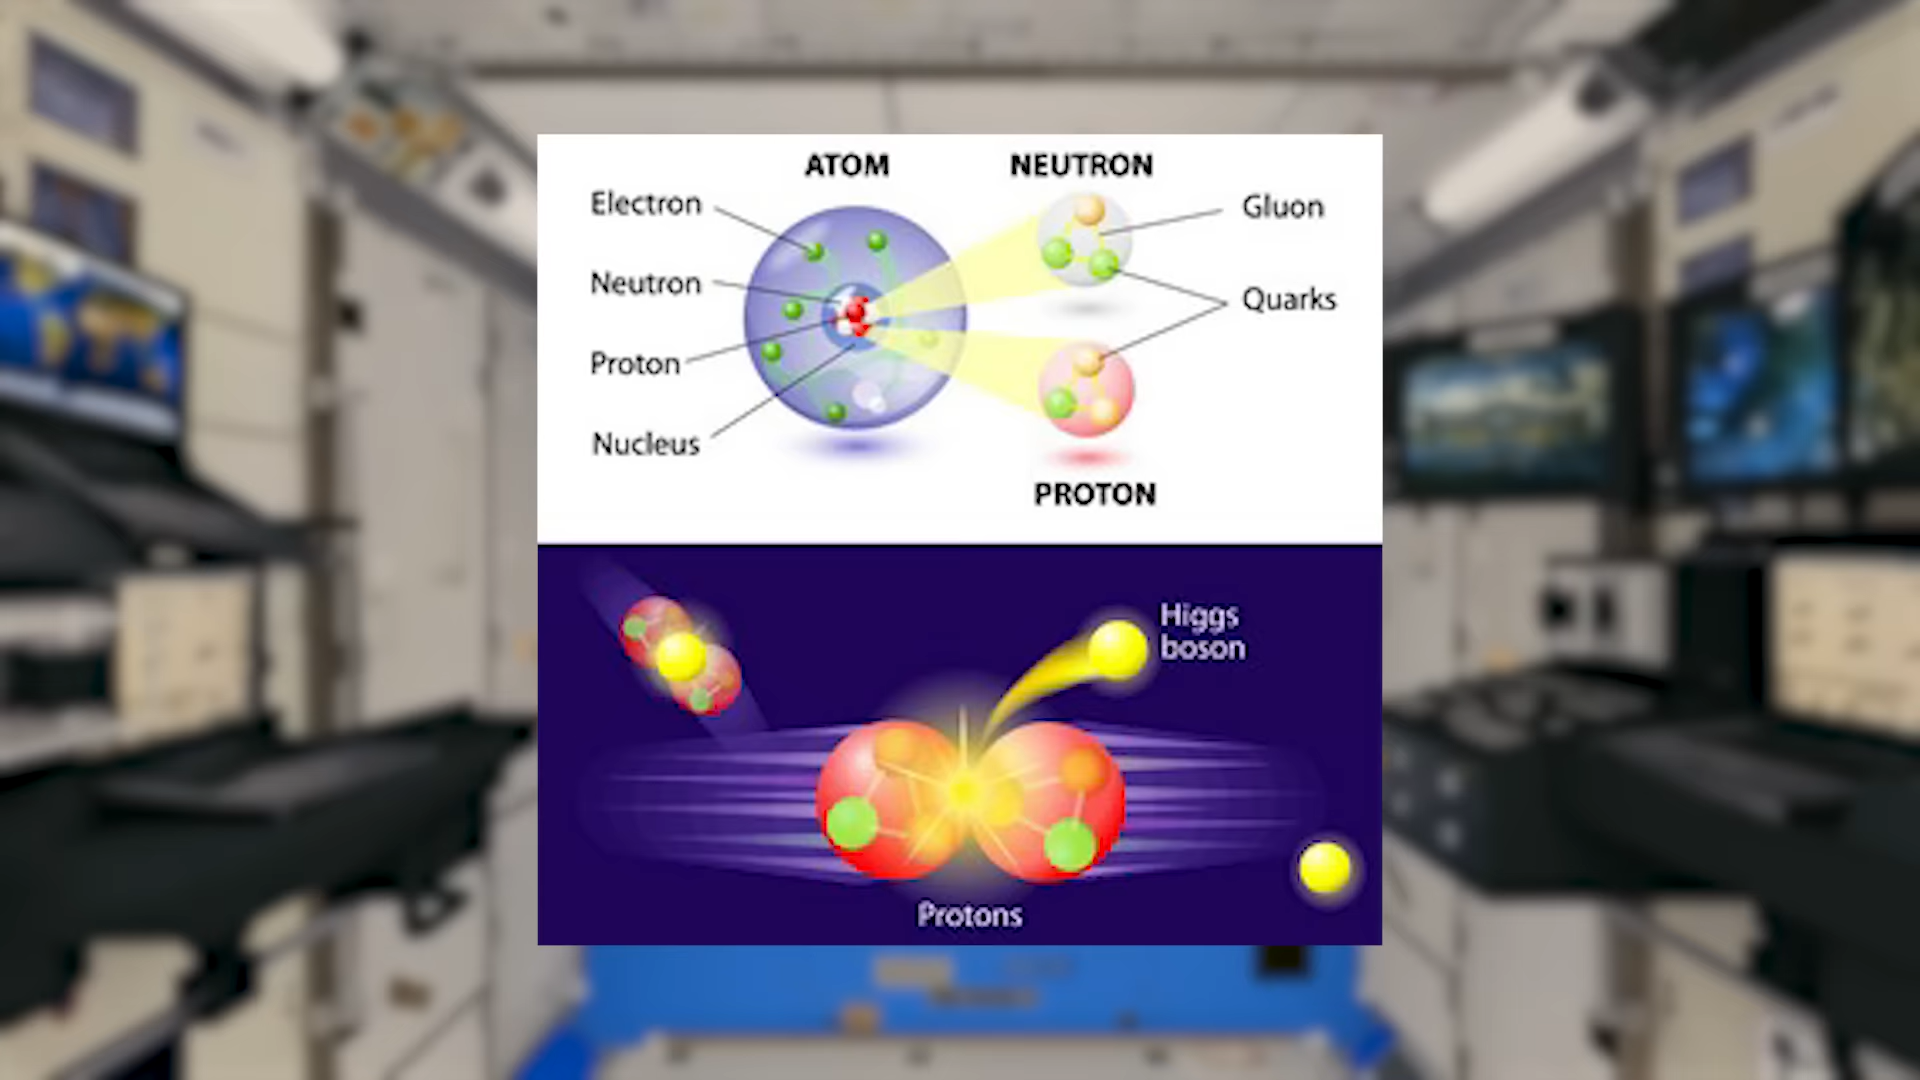 ATOM
NEUTRON
Electron
Gluon
Neutron
Quarks
Proton
Nucleus
PROTON
Higgs
boson
Protons